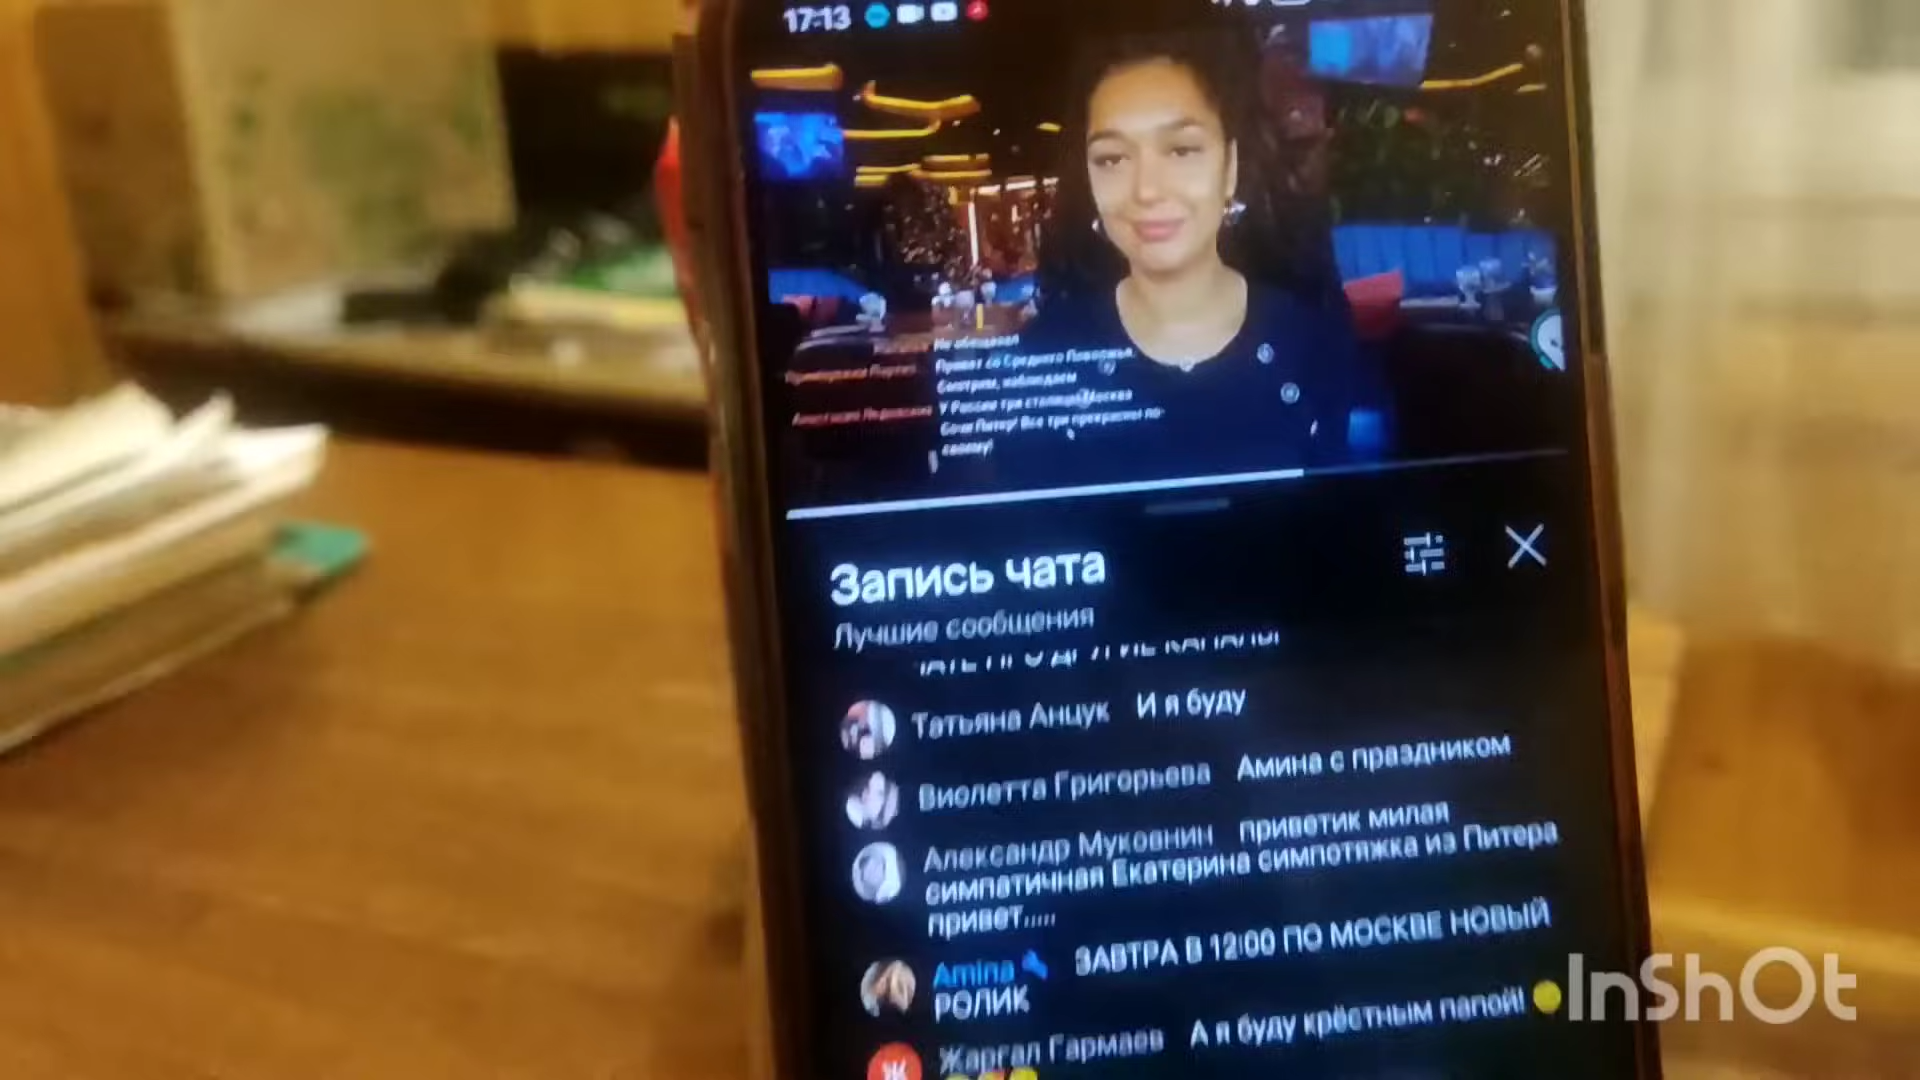 17:13
Не обещаюл
Привет со Среднего Поволжья.
Смотрим, наблюдаем
У России три столицы Москва
Сочи Питер! Все три прекрасны по-
своему!
Запись чата
Лучшие сообщения
Татьяна Анцук И я буду
Виолетта Григорьева Амина с праздником
Александр Муковнин приветик милая
симпатичная Екатерина симпотяжка из Питера
привет.....
Amina ЗАВТРА В 12:00 ПО МОСКВЕ НОВЫЙ
РОЛИК
Ж Жаргал Гармаев А я буду крёстным папой!
InShOt